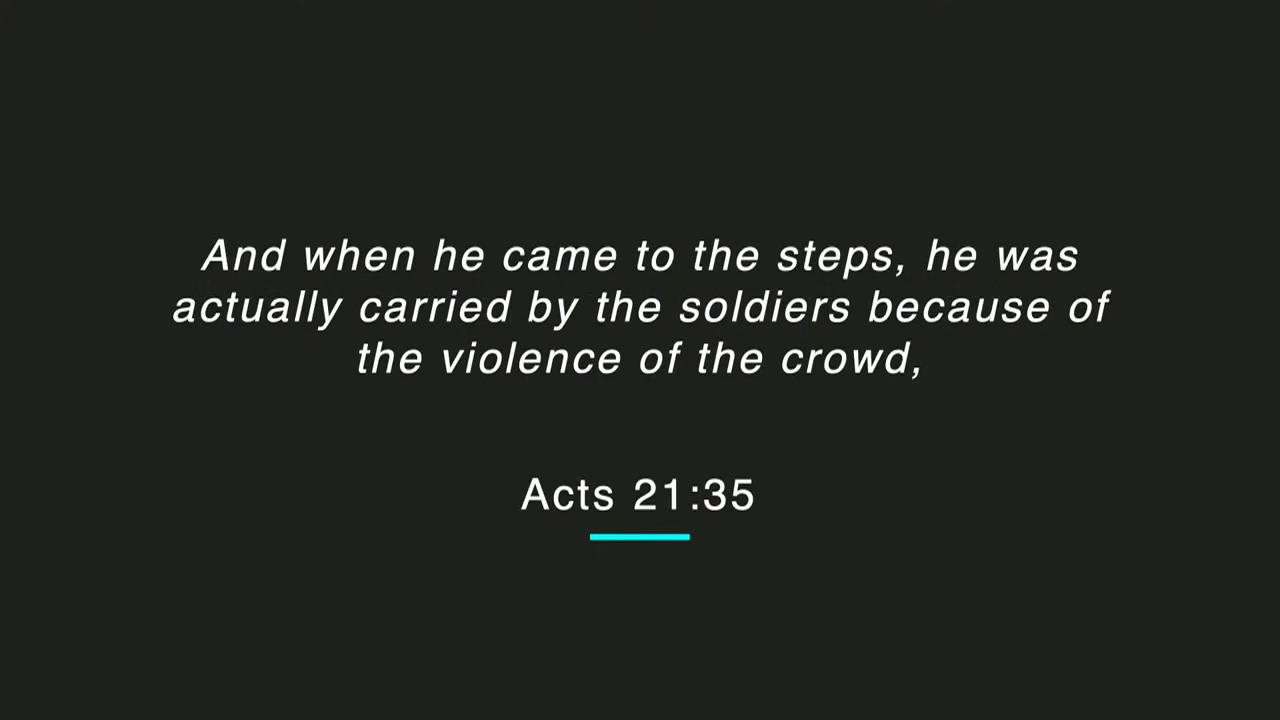 And when he came to the steps, he was
actually carried by the soldiers because of
the violence of the crowd,
Acts 21:35